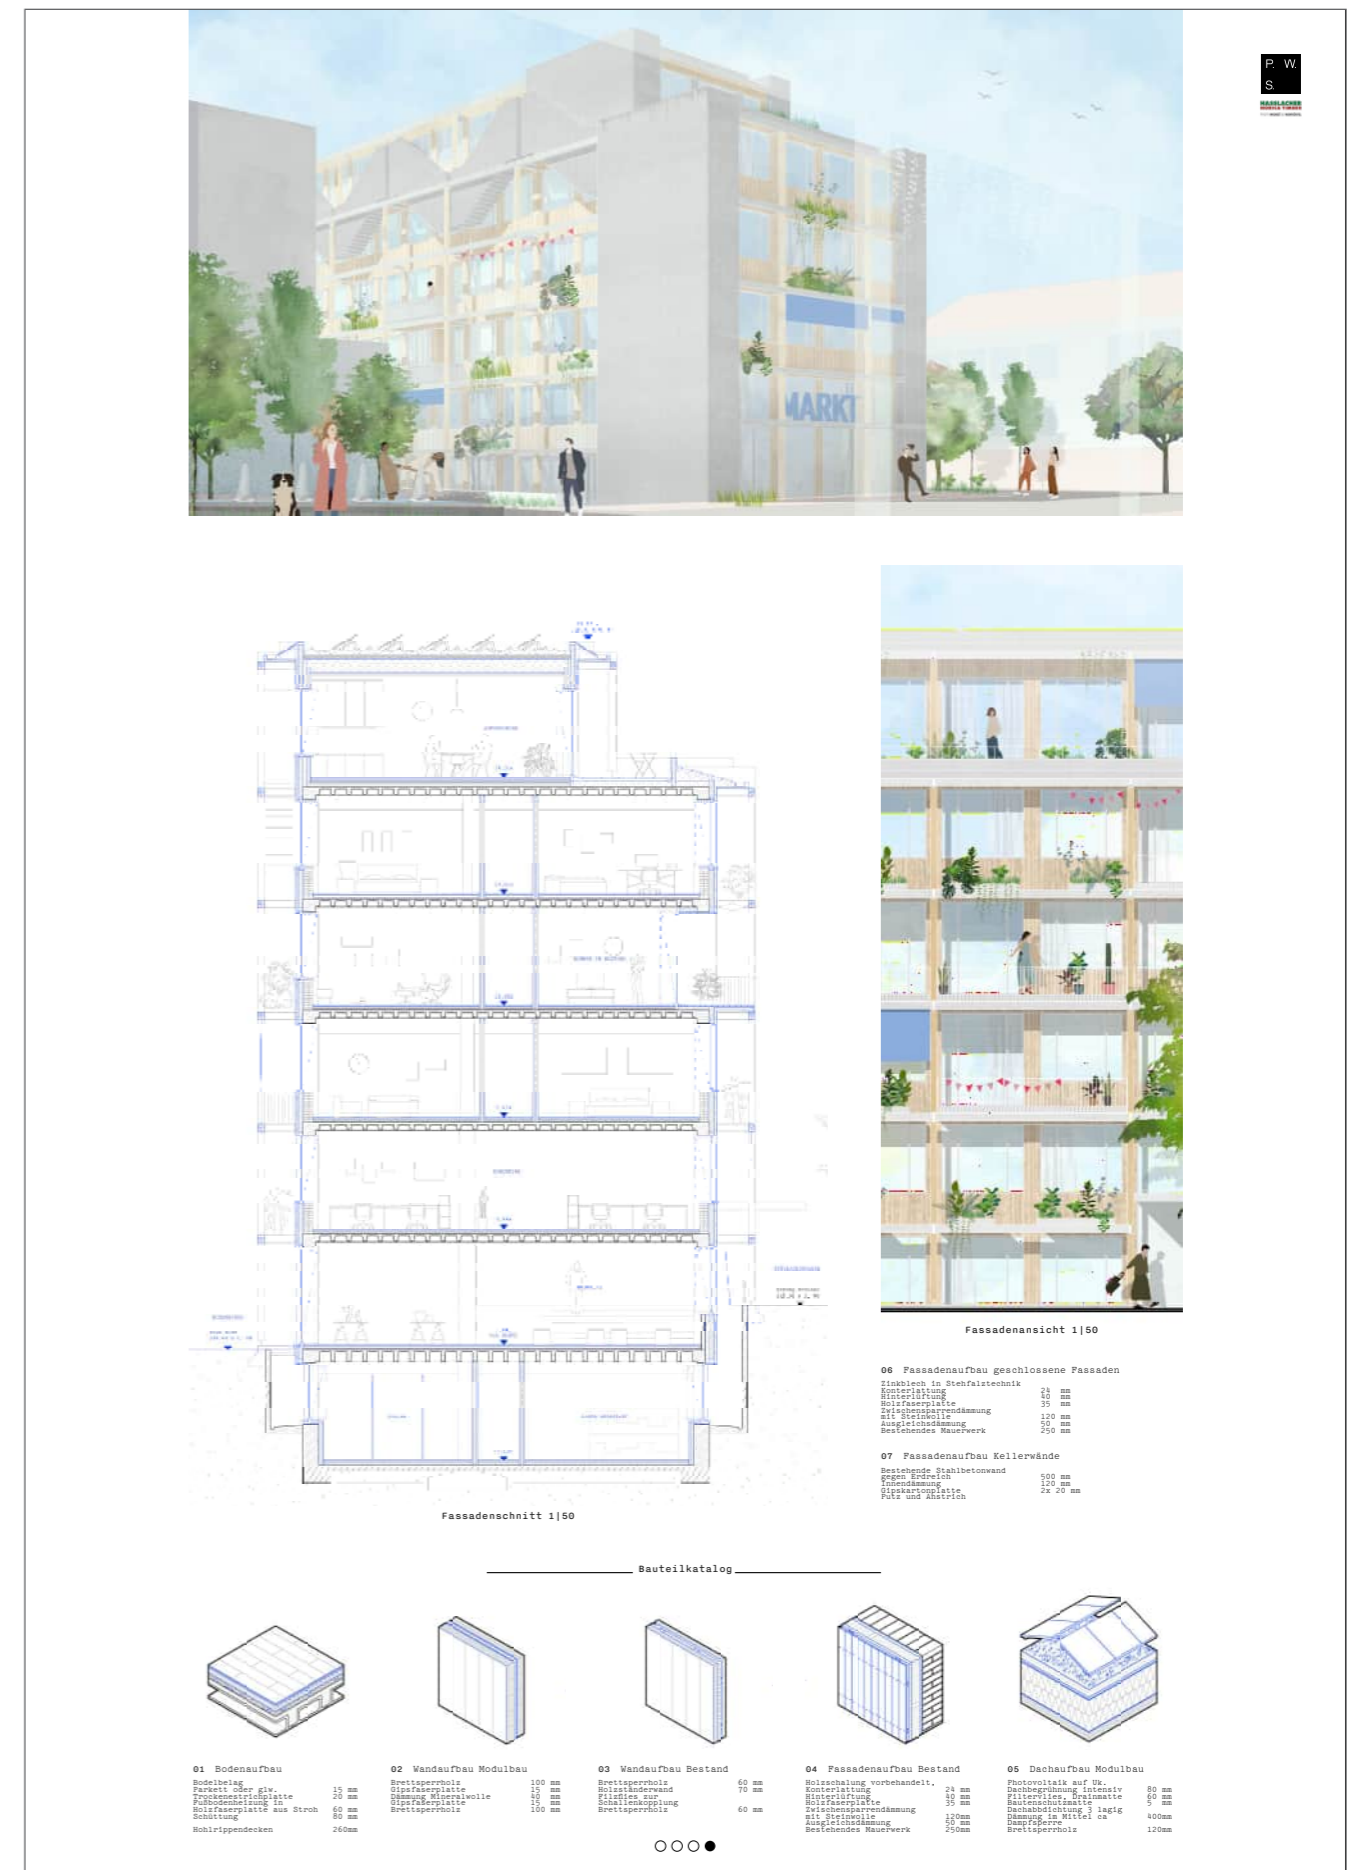 P. W.
S.
HASSLACHER
NORICA TIMBER
MARKT
Fassadenansicht 1|50
06 Fassadenaufbau geschlossene Fassaden
Zinkblech in Stehfalztechnik
Konterlattung 24 mm
Hinterlüftung 40 mm
Holzfaserplatte 35 mm
Zwischensparrendämmung
mit Steinwolle 120 mm
Ausgleichsdämmung 50 mm
Bestehendes Mauerwerk 250 mm
07 Fassadenaufbau Kellerwände
Bestehende Stahlbetonwand
gegen Erdreich 500 mm
Innendämmung 120 mm
Gipskartonplatte 2x 20 mm
Putz und Anstrich
Fassadenschnitt 1|50
Bauteilkatalog
01 Bodenaufbau
Bodelbelag
Parkett oder glw. 15 mm
Trockenestrichplatte 20 mm
Fußbodenheizung in
Holzfaserplatte aus Stroh 60 mm
Schüttung 80 mm
Hohlrippendecken 260mm
02 Wandaufbau Modulbau
Brettsperrholz 100 mm
Gipsfaserplatte 15 mm
Dämmung Mineralwolle 40 mm
Gipsfaserplatte 15 mm
Brettsperrholz 100 mm
03 Wandaufbau Bestand
Brettsperrholz 60 mm
Holzständerwand 70 mm
Filzflies zur
Schallenkopplung
Brettsperrholz 60 mm
04 Fassadenaufbau Bestand
Holzschalung vorbehandelt,
Konterlattung 24 mm
Hinterlüftung 40 mm
Holzfaserplatte 35 mm
Zwischensparrendämmung
mit Steinwolle 120mm
Ausgleichsdämmung 50 mm
Bestehendes Mauerwerk 250mm
05 Dachaufbau Modulbau
Photovoltaik auf Uk.
Dachbegrühnung intensiv 80 mm
Filtervlies, Drainmatte 60 mm
Bautenschutzmatte 5 mm
Dachabdichtung 3 lagig
Dämmung im Mittel ca 400mm
Dampfsperre
Brettsperrholz 120mm